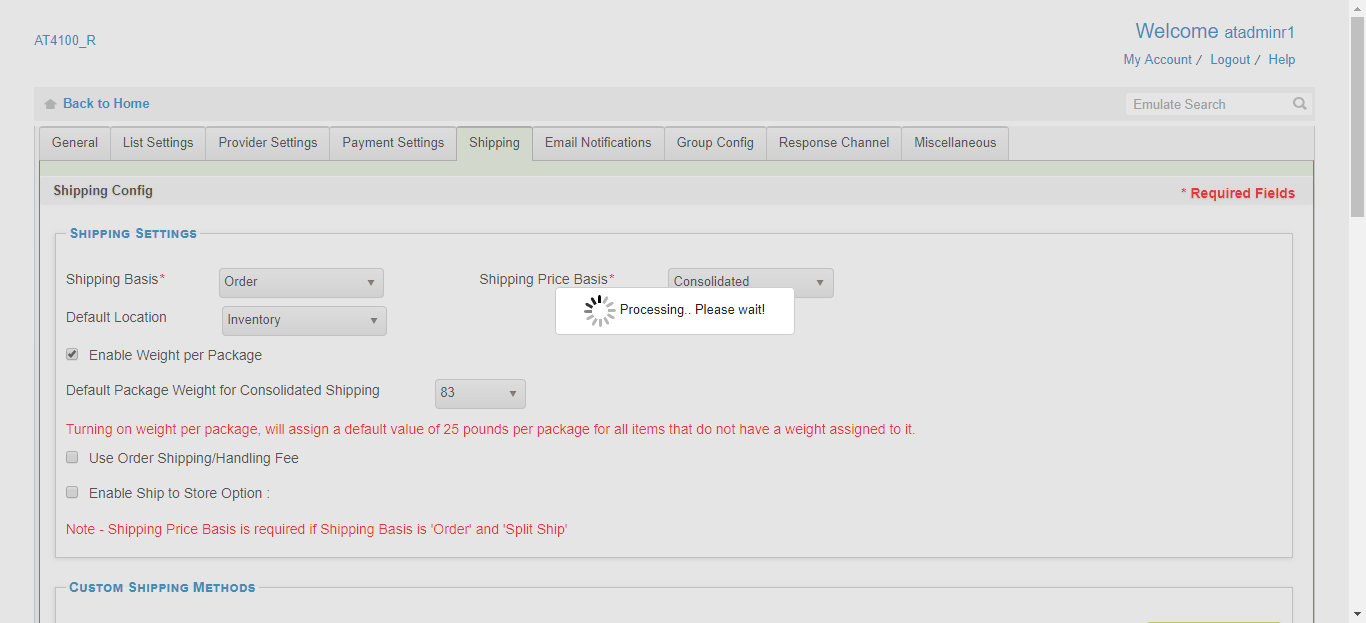 Welcome atadminr1
AT4100_R
My Account / Logout / Help
Back to Home
Emulate Search
General List Settings Provider Settings Payment Settings Shipping Email Notifications Group Config Response Channel Miscellaneous
Shipping Config
* Required Fields
Shipping Settings
Shipping Basis* Order Shipping Price Basis* Consolidated
Processing.. Please wait!
Default Location Inventory
Enable Weight per Package
Default Package Weight for Consolidated Shipping 83
Turning on weight per package, will assign a default value of 25 pounds per package for all items that do not have a weight assigned to it.
Use Order Shipping/Handling Fee
Enable Ship to Store Option :
Note - Shipping Price Basis is required if Shipping Basis is 'Order' and 'Split Ship'
Custom Shipping Methods